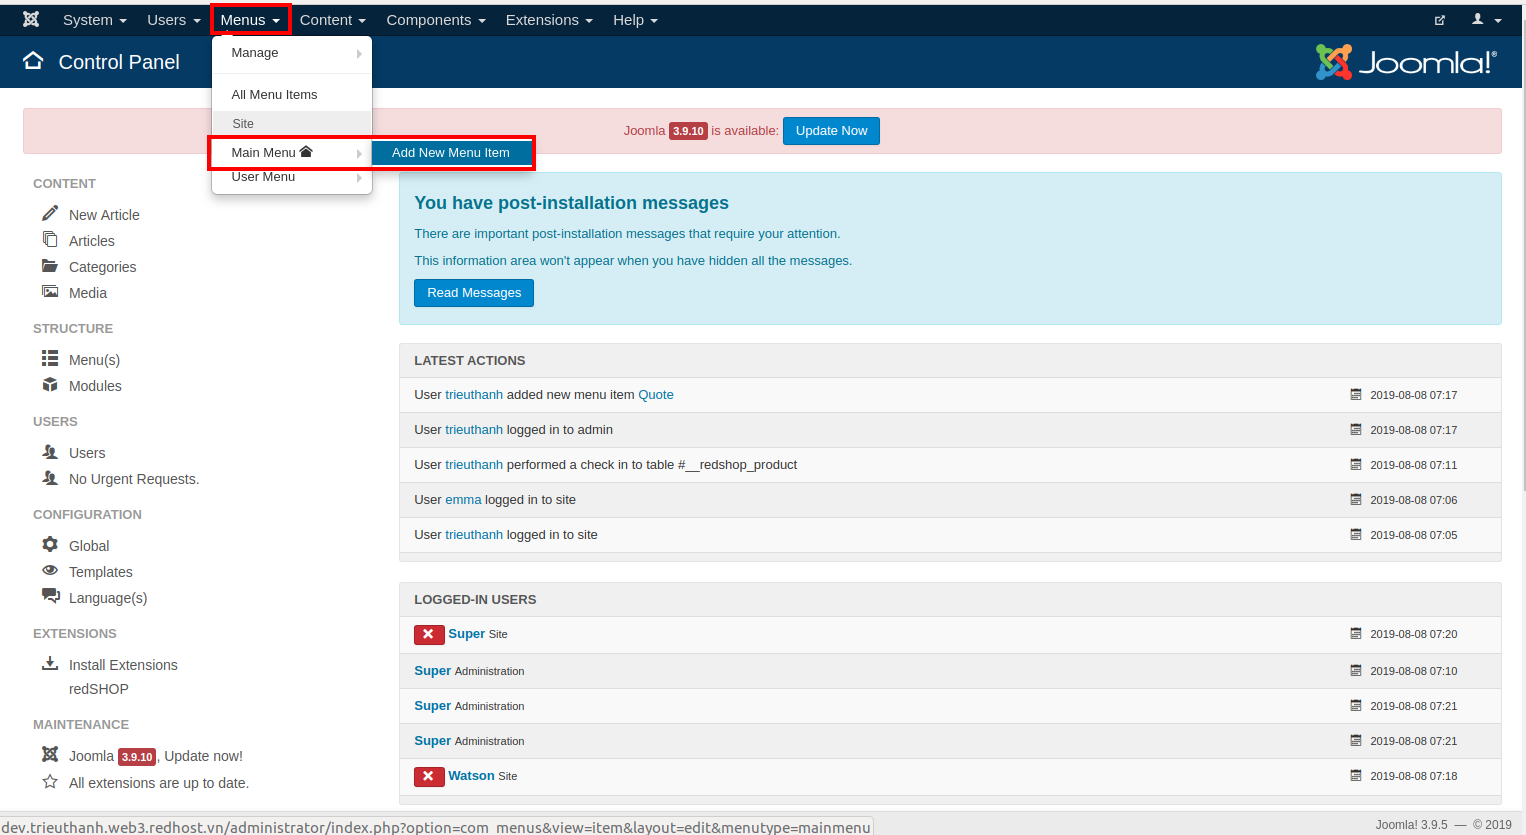 System Users Menus Content Components Extensions Help
Control Panel
Joomla!®
Manage
All Menu Items
Site
Main Menu
Add New Menu Item
User Menu
Joomla 3.9.10 is available: Update Now
CONTENT
New Article
Articles
Categories
Media
STRUCTURE
Menu(s)
Modules
USERS
Users
No Urgent Requests.
CONFIGURATION
Global
Templates
Language(s)
EXTENSIONS
Install Extensions
redSHOP
MAINTENANCE
Joomla 3.9.10, Update now!
All extensions are up to date.
You have post-installation messages
There are important post-installation messages that require your attention.
This information area won't appear when you have hidden all the messages.
Read Messages
LATEST ACTIONS
User trieuthanh added new menu item Quote 2019-08-08 07:17
User trieuthanh logged in to admin 2019-08-08 07:17
User trieuthanh performed a check in to table #__redshop_product 2019-08-08 07:11
User emma logged in to site 2019-08-08 07:06
User trieuthanh logged in to site 2019-08-08 07:05
LOGGED-IN USERS
Super Site 2019-08-08 07:20
Super Administration 2019-08-08 07:10
Super Administration 2019-08-08 07:21
Super Administration 2019-08-08 07:21
Watson Site 2019-08-08 07:18
dev.trieuthanh.web3.redhost.vn/administrator/index.php?option=com_menus&view=item&layout=edit&menutype=mainmenu
Joomla! 3.9.5 — © 2019